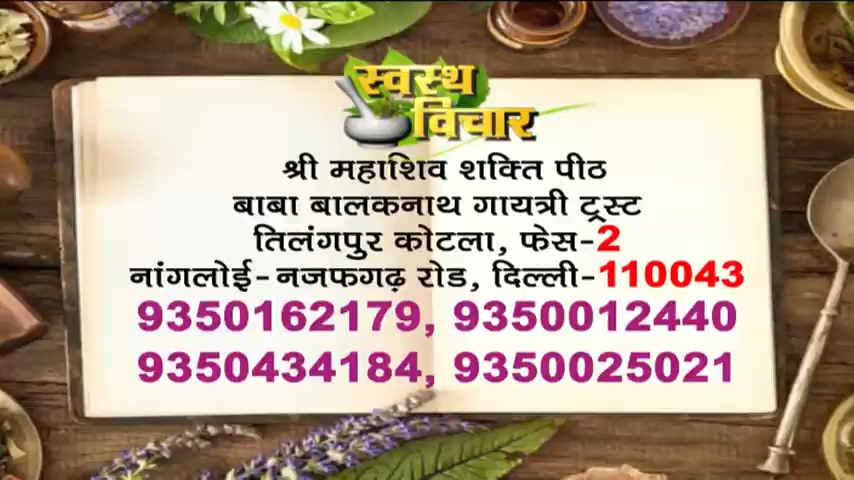 स्वस्थ
विचार
श्री महाशिव शक्ति पीठ
बाबा बालकनाथ गायत्री ट्रस्ट
तिलंगपुर कोटला, फेस-2
नांगलोई-नजफगढ़ रोड, दिल्ली-110043
9350162179, 9350012440
9350434184, 9350025021